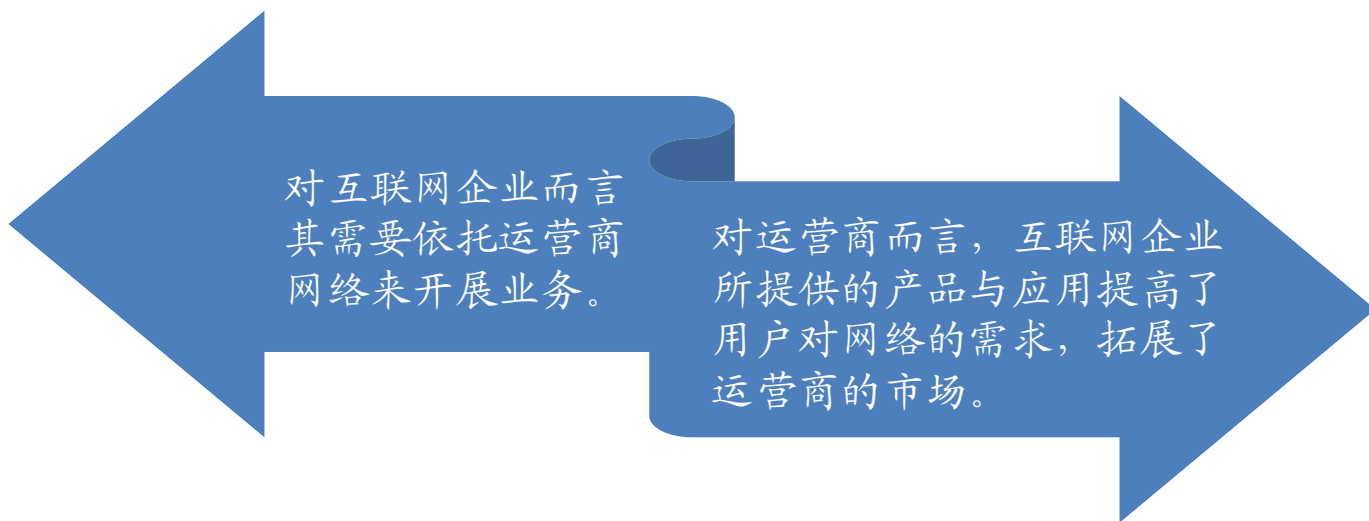 对互联网企业而言
其需要依托运营商
网络来开展业务。
对运营商而言，互联网企业
所提供的产品与应用提高了
用户对网络的需求，拓展了
运营商的市场。